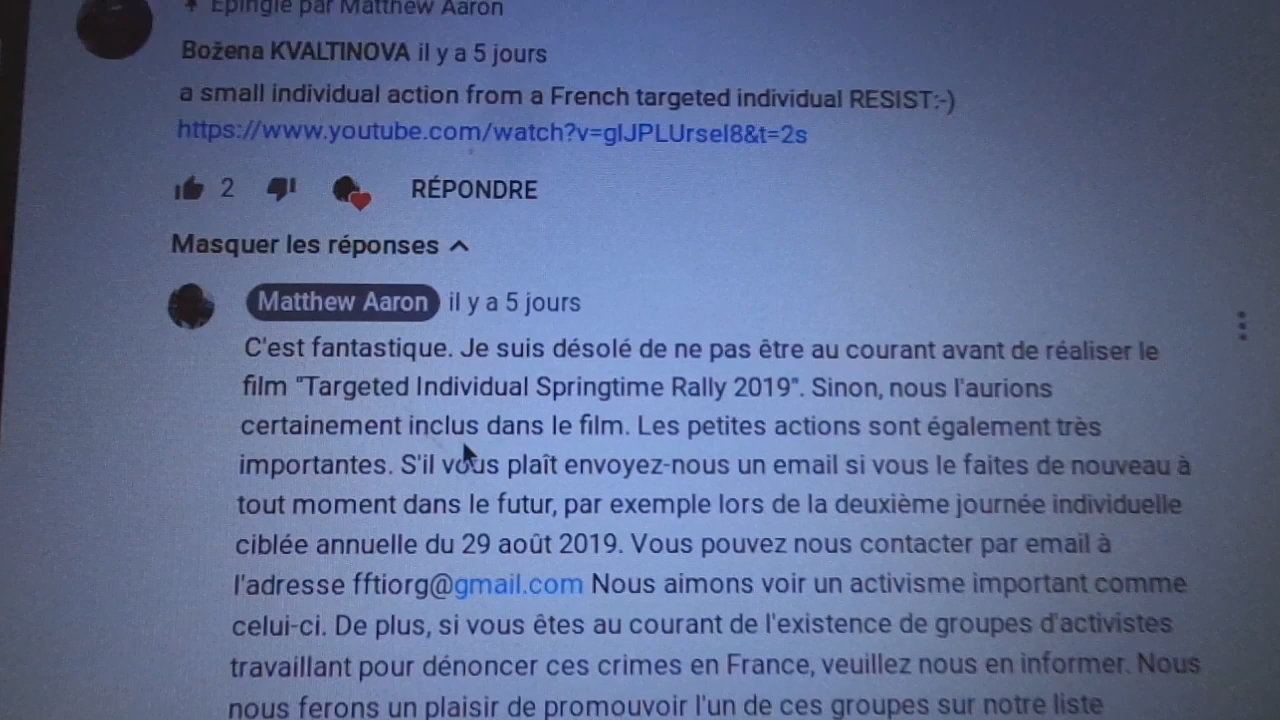 Épinglé par Matthew Aaron
Božena KVALTINOVA il y a 5 jours
a small individual action from a French targeted individual RESIST:-)
https://www.youtube.com/watch?v=glJPLUrsel8&t=2s
2 RÉPONDRE
Masquer les réponses
Matthew Aaron il y a 5 jours
C'est fantastique. Je suis désolé de ne pas être au courant avant de réaliser le
film "Targeted Individual Springtime Rally 2019". Sinon, nous l'aurions
certainement inclus dans le film. Les petites actions sont également très
importantes. S'il vous plaît envoyez-nous un email si vous le faites de nouveau à
tout moment dans le futur, par exemple lors de la deuxième journée individuelle
ciblée annuelle du 29 août 2019. Vous pouvez nous contacter par email à
l'adresse fftiorg@gmail.com Nous aimons voir un activisme important comme
celui-ci. De plus, si vous êtes au courant de l'existence de groupes d'activistes
travaillant pour dénoncer ces crimes en France, veuillez nous en informer. Nous
nous ferons un plaisir de promouvoir l'un de ces groupes sur notre liste